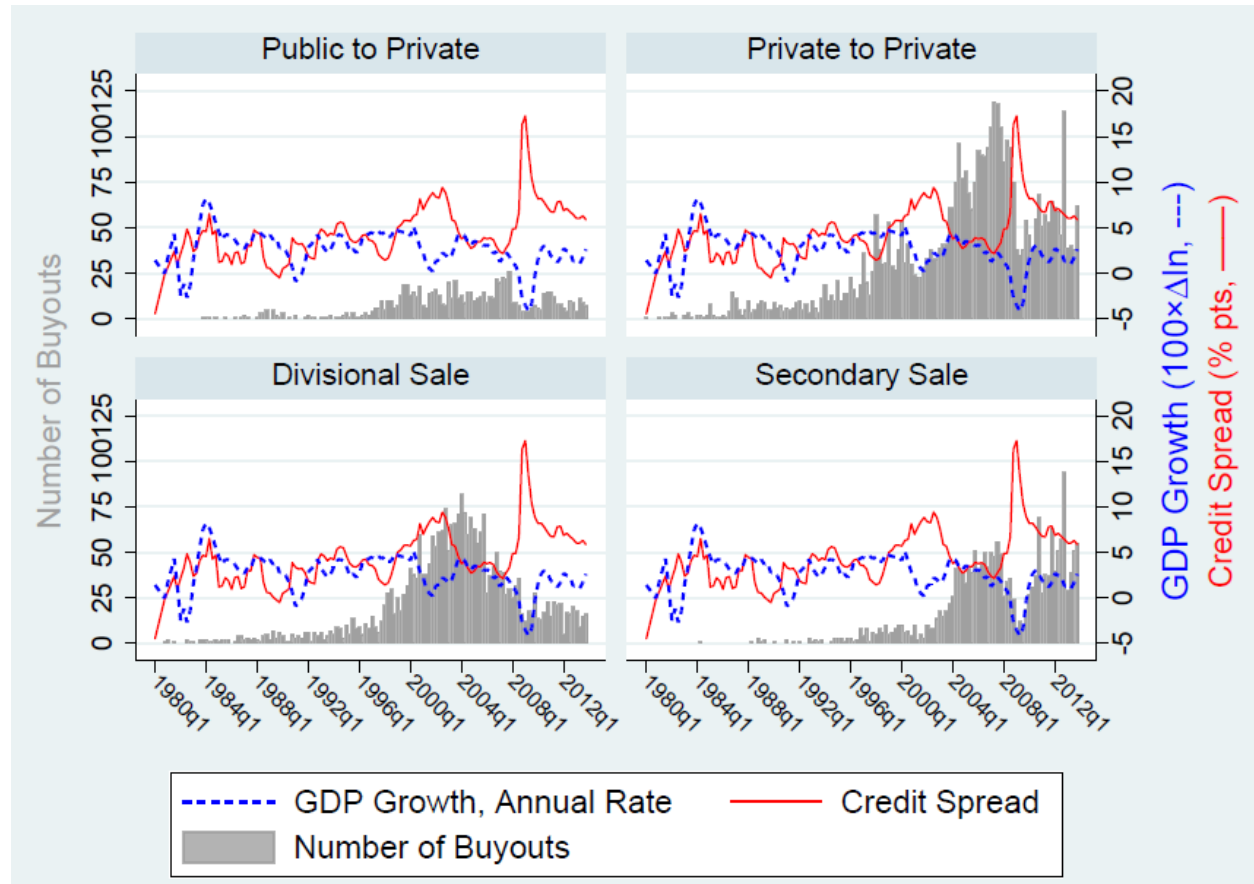 Public to Private
Private to Private
0 25 50 75 100 125
-5 0 5 10 15 20
Divisional Sale
Secondary Sale
0 25 50 75 100 125
-5 0 5 10 15 20
1980q1 1984q1 1988q1 1992q1 1996q1 2000q1 2004q1 2008q1 2012q1
1980q1 1984q1 1988q1 1992q1 1996q1 2000q1 2004q1 2008q1 2012q1
Number of Buyouts
GDP Growth (100×Δln, ---)
Credit Spread (% pts, ——)
GDP Growth, Annual Rate
Credit Spread
Number of Buyouts